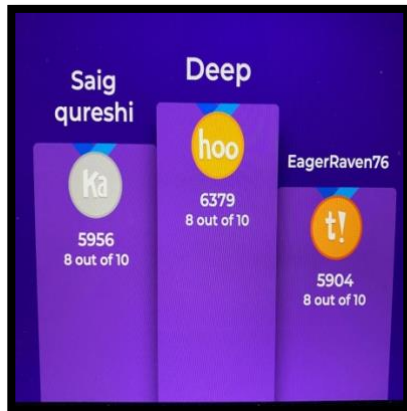 Saig
qureshi
Ka
5956
8 out of 10
Deep
hoo
6379
8 out of 10
EagerRaven76
t!
5904
8 out of 10